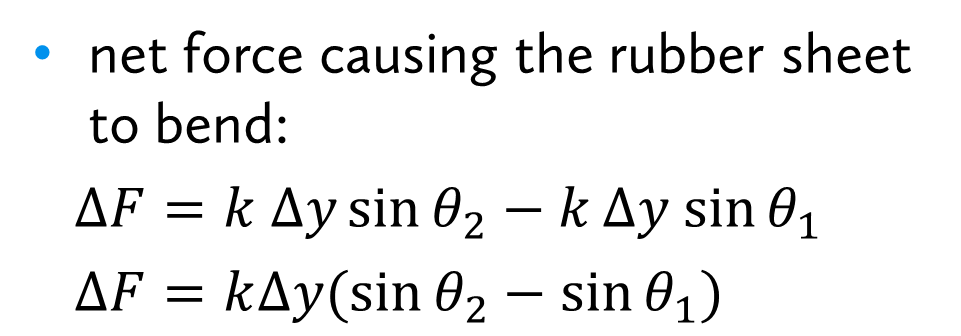 • net force causing the rubber sheet
to bend:
Δ𝐹 = 𝑘 Δ𝑦 sin 𝜃₂ − 𝑘 Δ𝑦 sin 𝜃₁
Δ𝐹 = 𝑘Δ𝑦(sin 𝜃₂ − sin 𝜃₁)